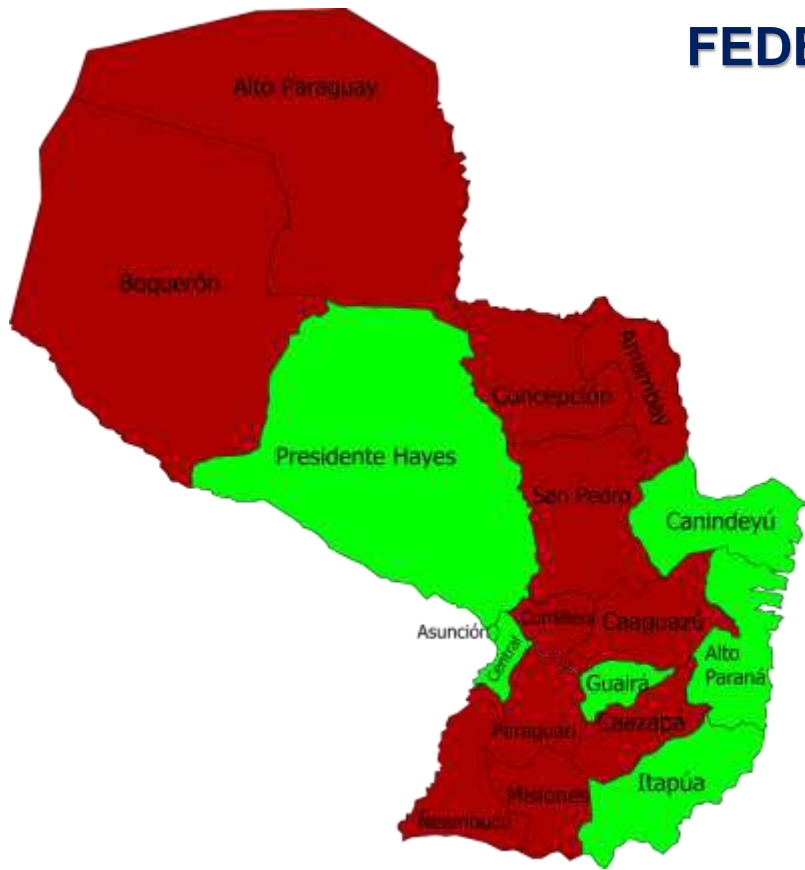 FEDE
Alto Paraguay
Boquerón
Amambay
Concepción
Presidente Hayes
San Pedro
Canindeyú
Cordillera
Caaguazú
Asunción
Central
Alto
Paraná
Guairá
Caazapá
Paraguarí
Itapúa
Misiones
Ñeembucú